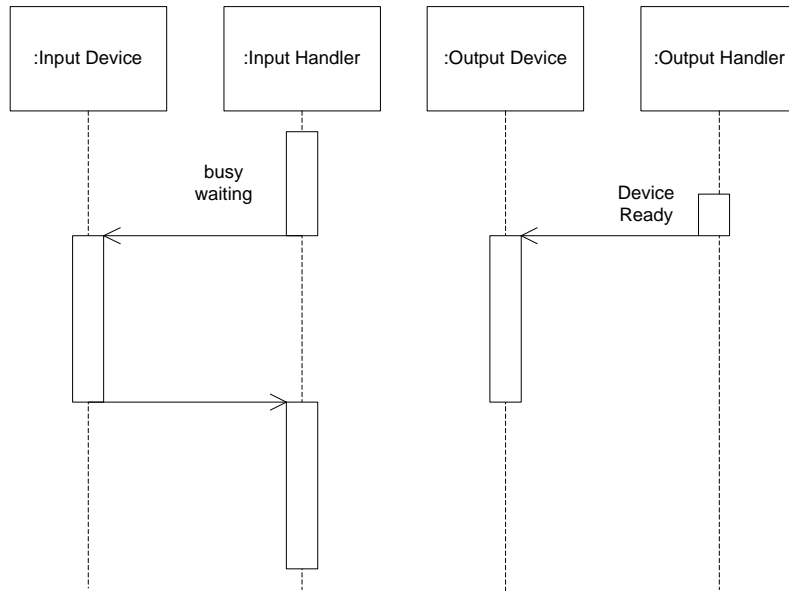 :Input Device
:Input Handler
:Output Device
:Output Handler
busy
waiting
Device
Ready